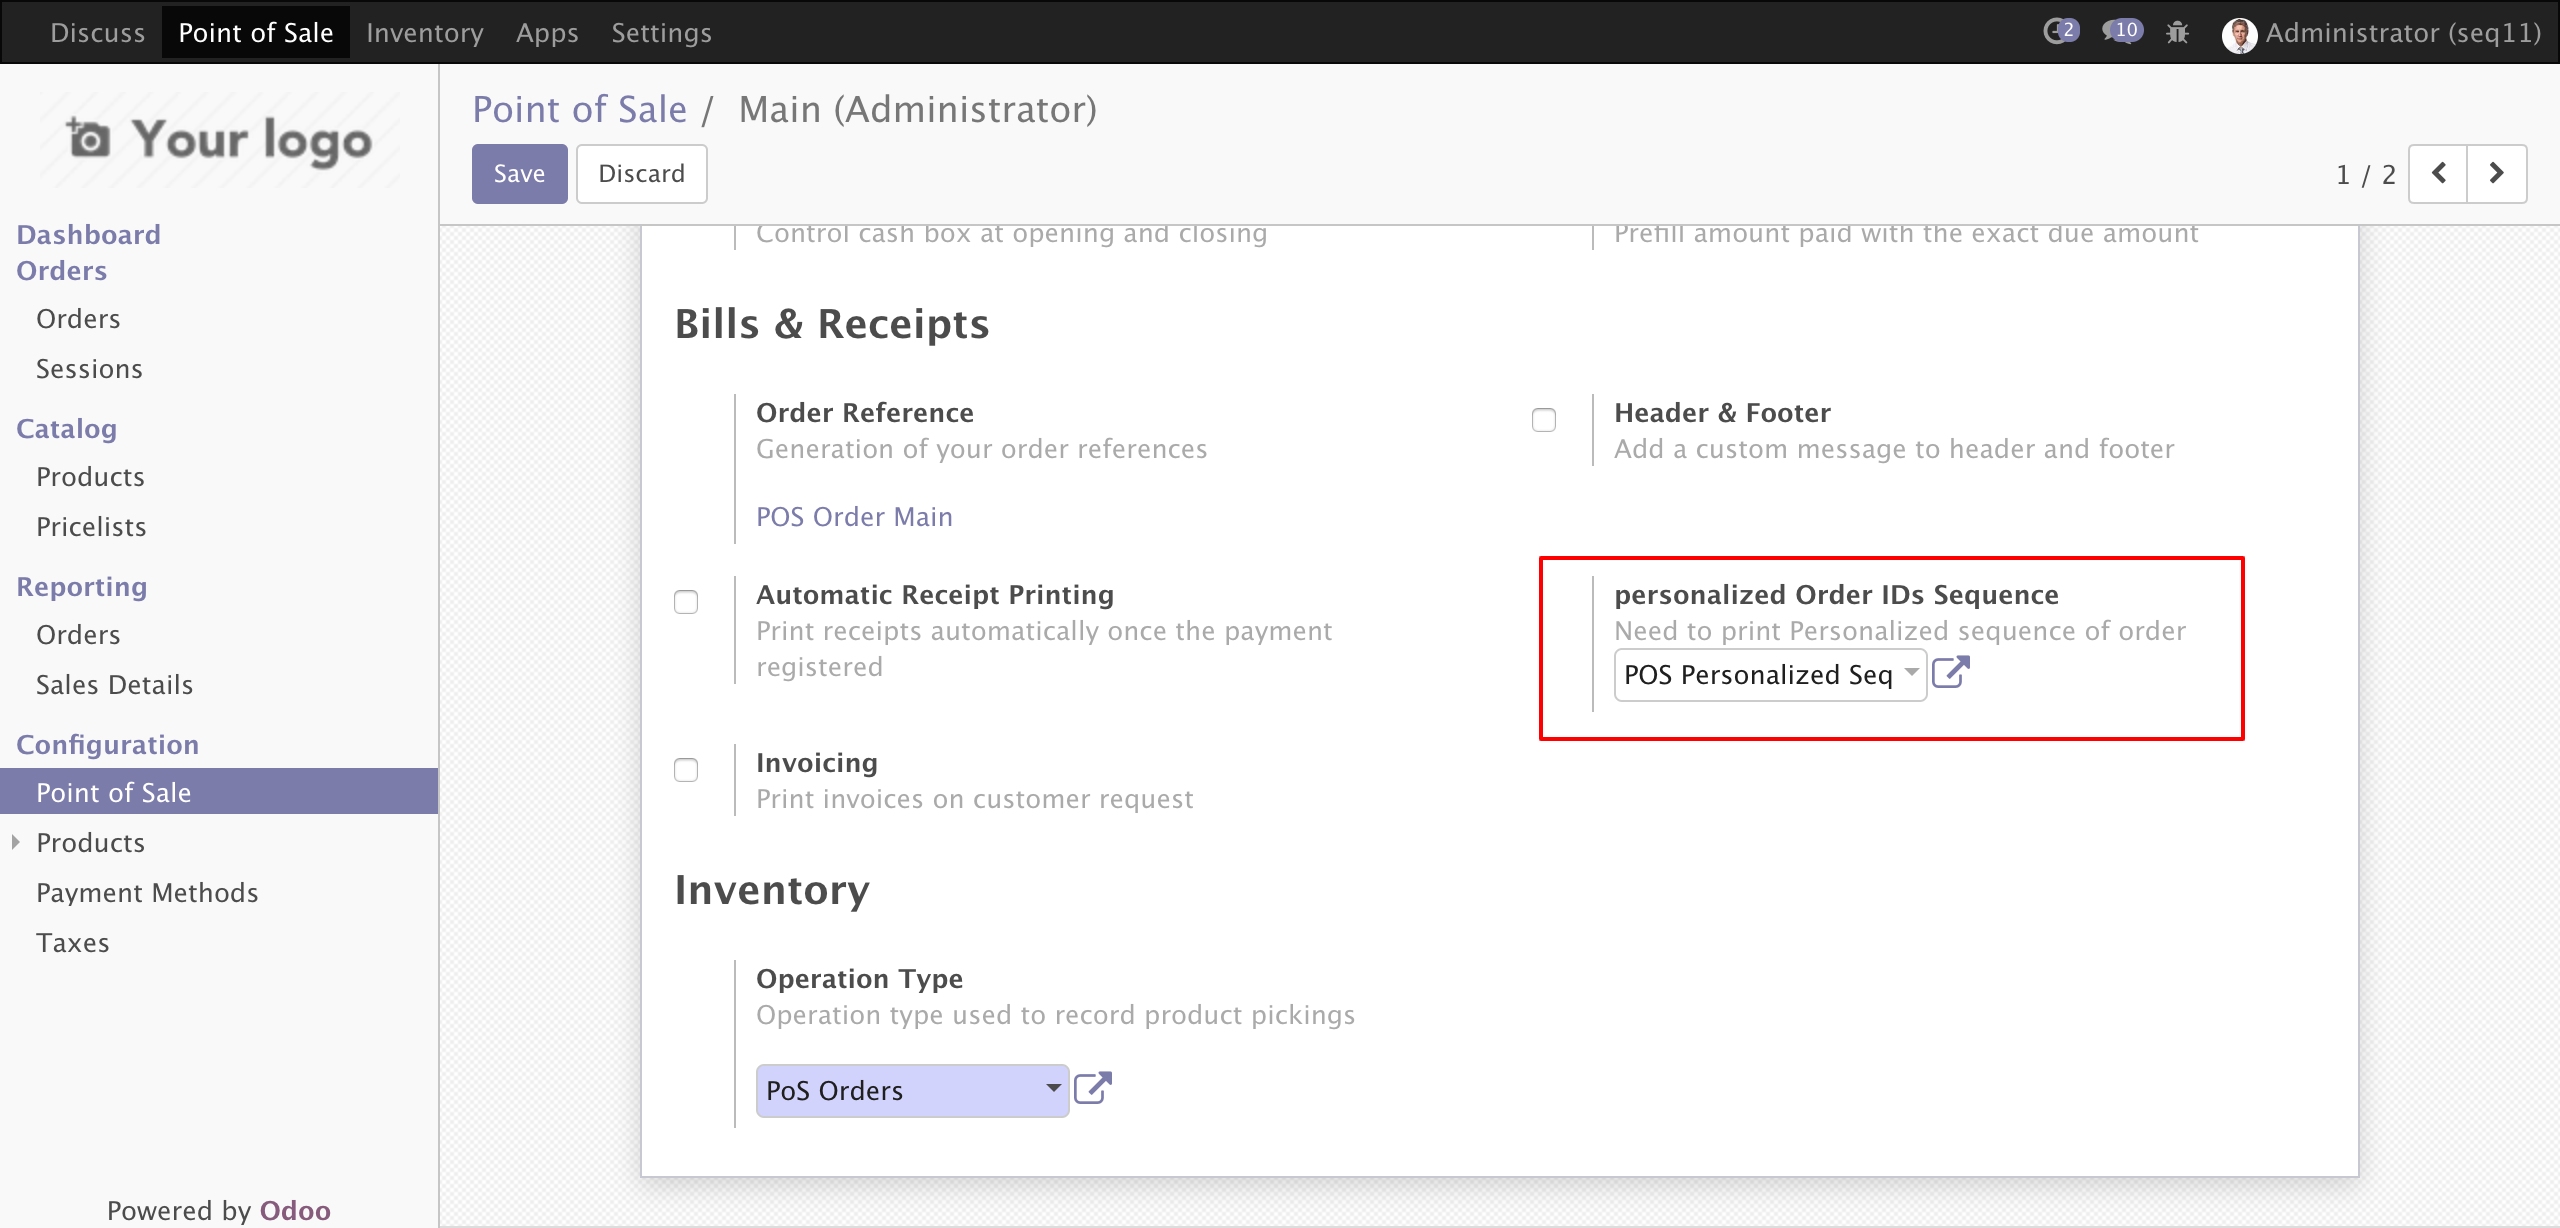 Discuss Point of Sale Inventory Apps Settings 2 10 Administrator (seq11)
Your logo
Point of Sale / Main (Administrator)
Save Discard
1 / 2
Dashboard
Orders
Orders
Sessions
Catalog
Products
Pricelists
Reporting
Orders
Sales Details
Configuration
Point of Sale
Products
Payment Methods
Taxes
Powered by Odoo
Control cash box at opening and closing
Prefill amount paid with the exact due amount
Bills & Receipts
Order Reference
Generation of your order references
POS Order Main
Header & Footer
Add a custom message to header and footer
Automatic Receipt Printing
Print receipts automatically once the payment
registered
personalized Order IDs Sequence
Need to print Personalized sequence of order
POS Personalized Seq
Invoicing
Print invoices on customer request
Inventory
Operation Type
Operation type used to record product pickings
PoS Orders